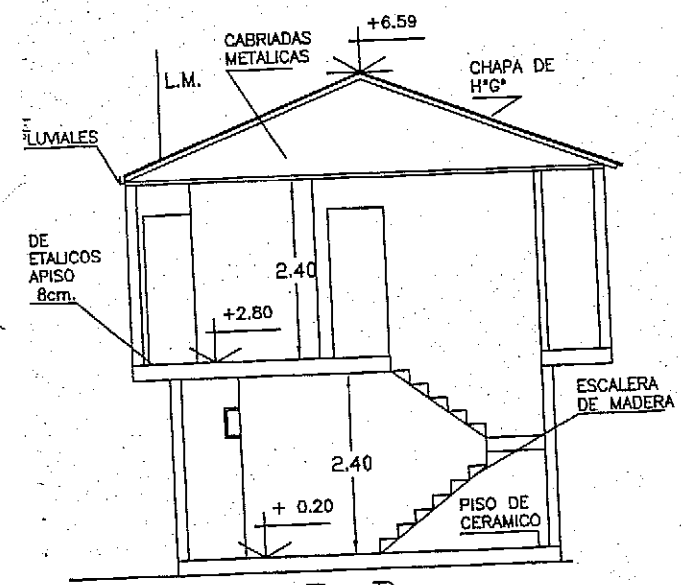 +6.59
CABRIADAS
METALICAS
L.M.
CHAPA DE
H°G°
LUVIALES
DE
ETALICOS
APISO
8cm.
2.40
+2.80
ESCALERA
DE MADERA
2.40
+ 0.20
PISO DE
CERAMICO